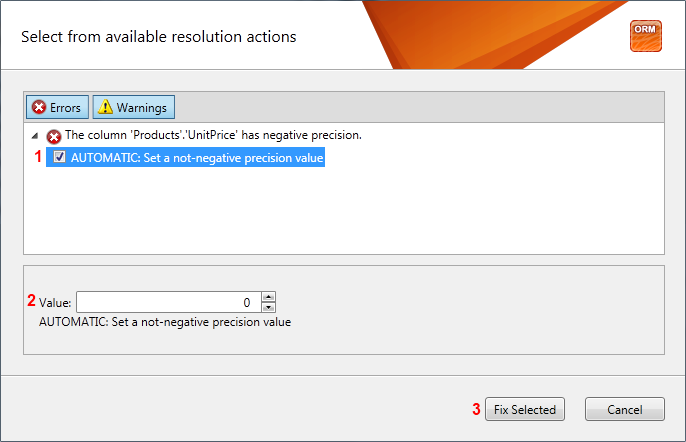 Select from available resolution actions
ORM
Errors Warnings
The column 'Products'.'UnitPrice' has negative precision.
1 AUTOMATIC: Set a not-negative precision value
2 Value: 0
AUTOMATIC: Set a not-negative precision value
3 Fix Selected Cancel